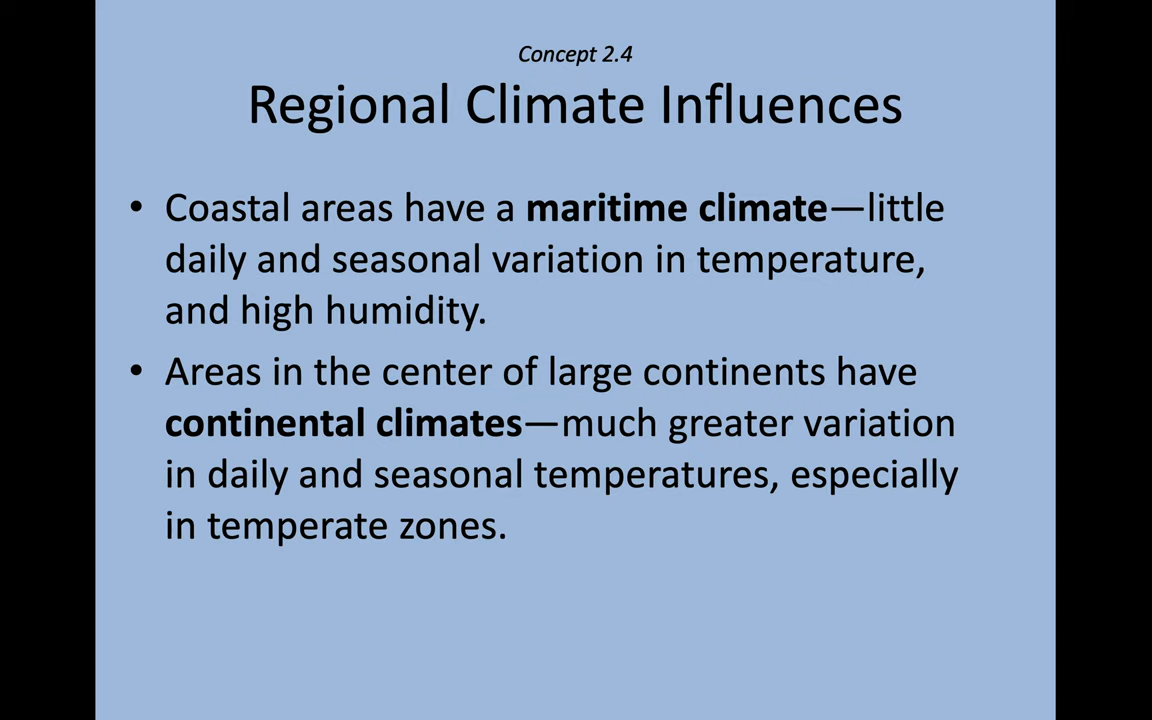 Concept 2.4
Regional Climate Influences
• Coastal areas have a maritime climate—little
daily and seasonal variation in temperature,
and high humidity.
• Areas in the center of large continents have
continental climates—much greater variation
in daily and seasonal temperatures, especially
in temperate zones.